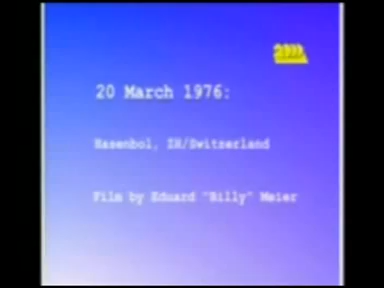 20 March 1976:
Hasenbol, ZH/Switzerland
Film by Eduard "Billy" Meier